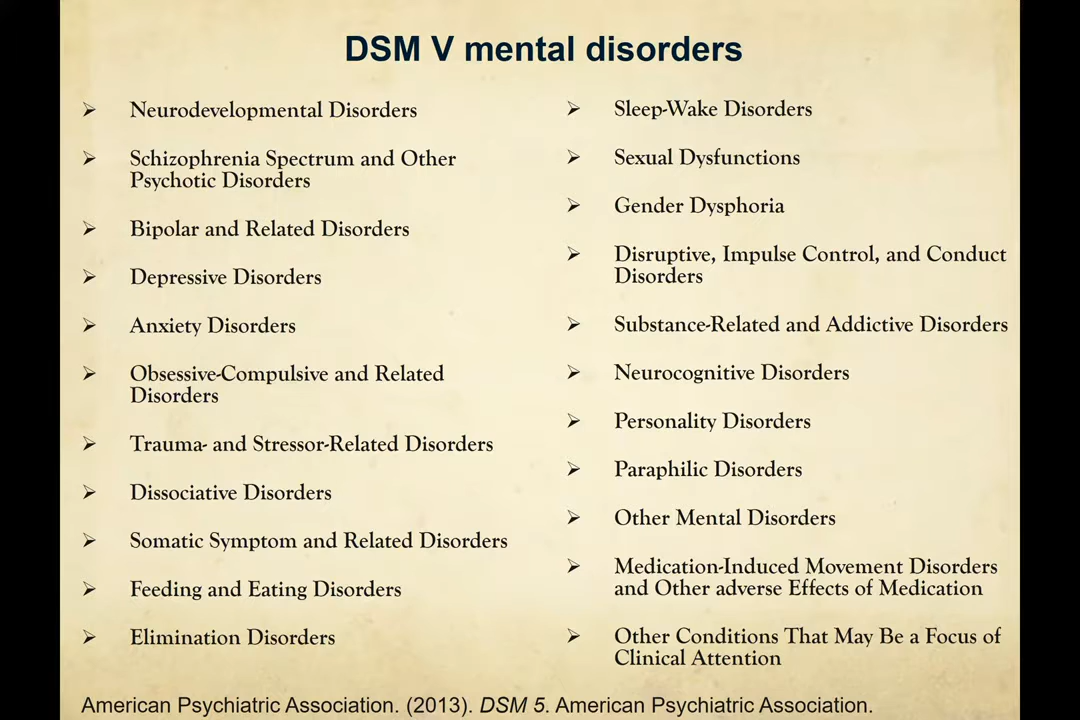 DSM V mental disorders
Neurodevelopmental Disorders
Schizophrenia Spectrum and Other
Psychotic Disorders
Bipolar and Related Disorders
Depressive Disorders
Anxiety Disorders
Obsessive-Compulsive and Related
Disorders
Trauma- and Stressor-Related Disorders
Dissociative Disorders
Somatic Symptom and Related Disorders
Feeding and Eating Disorders
Elimination Disorders
Sleep-Wake Disorders
Sexual Dysfunctions
Gender Dysphoria
Disruptive, Impulse Control, and Conduct
Disorders
Substance-Related and Addictive Disorders
Neurocognitive Disorders
Personality Disorders
Paraphilic Disorders
Other Mental Disorders
Medication-Induced Movement Disorders
and Other adverse Effects of Medication
Other Conditions That May Be a Focus of
Clinical Attention
American Psychiatric Association. (2013). DSM 5. American Psychiatric Association.